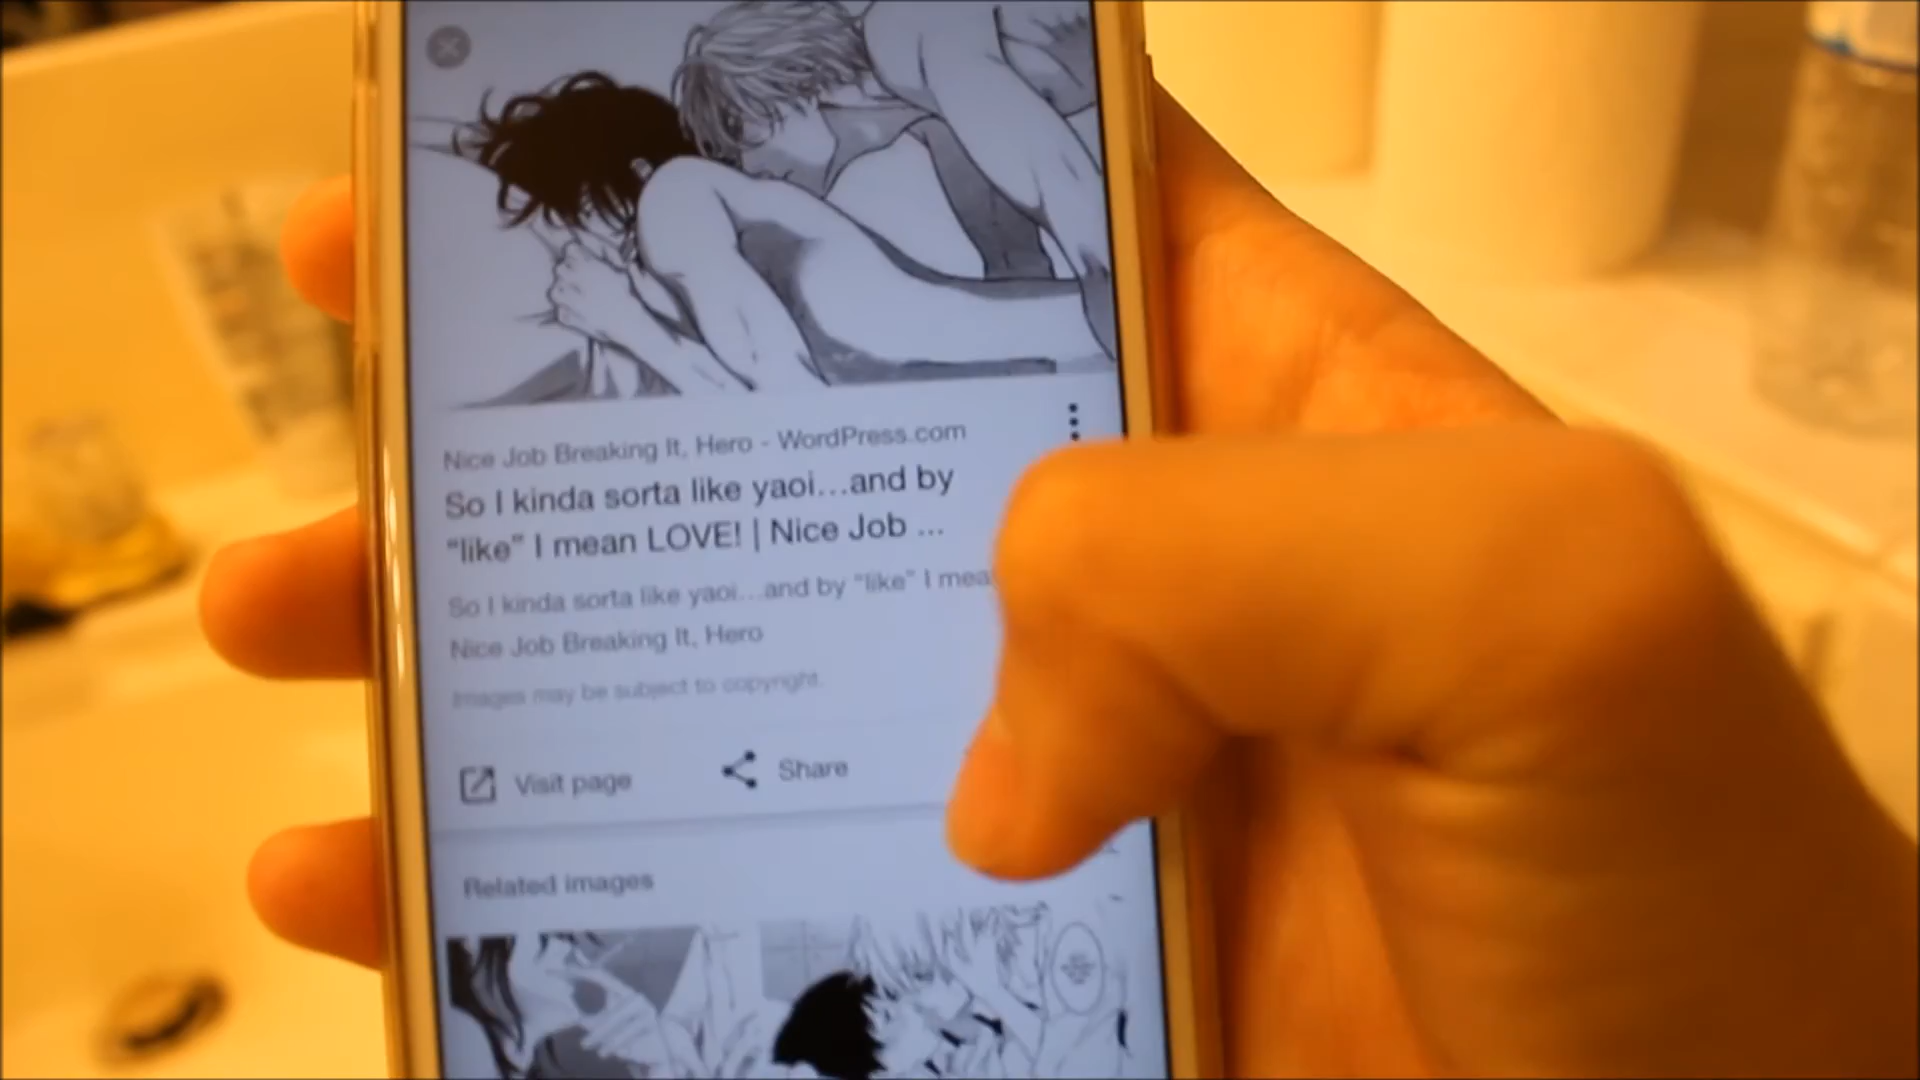 Nice Job Breaking It, Hero - WordPress.com
So I kinda sorta like yaoi...and by
"like" I mean LOVE! | Nice Job ...
So I kinda sorta like yaoi...and by "like" I mea
Nice Job Breaking It, Hero
Images may be subject to copyright.
Visit page
Share
Related images